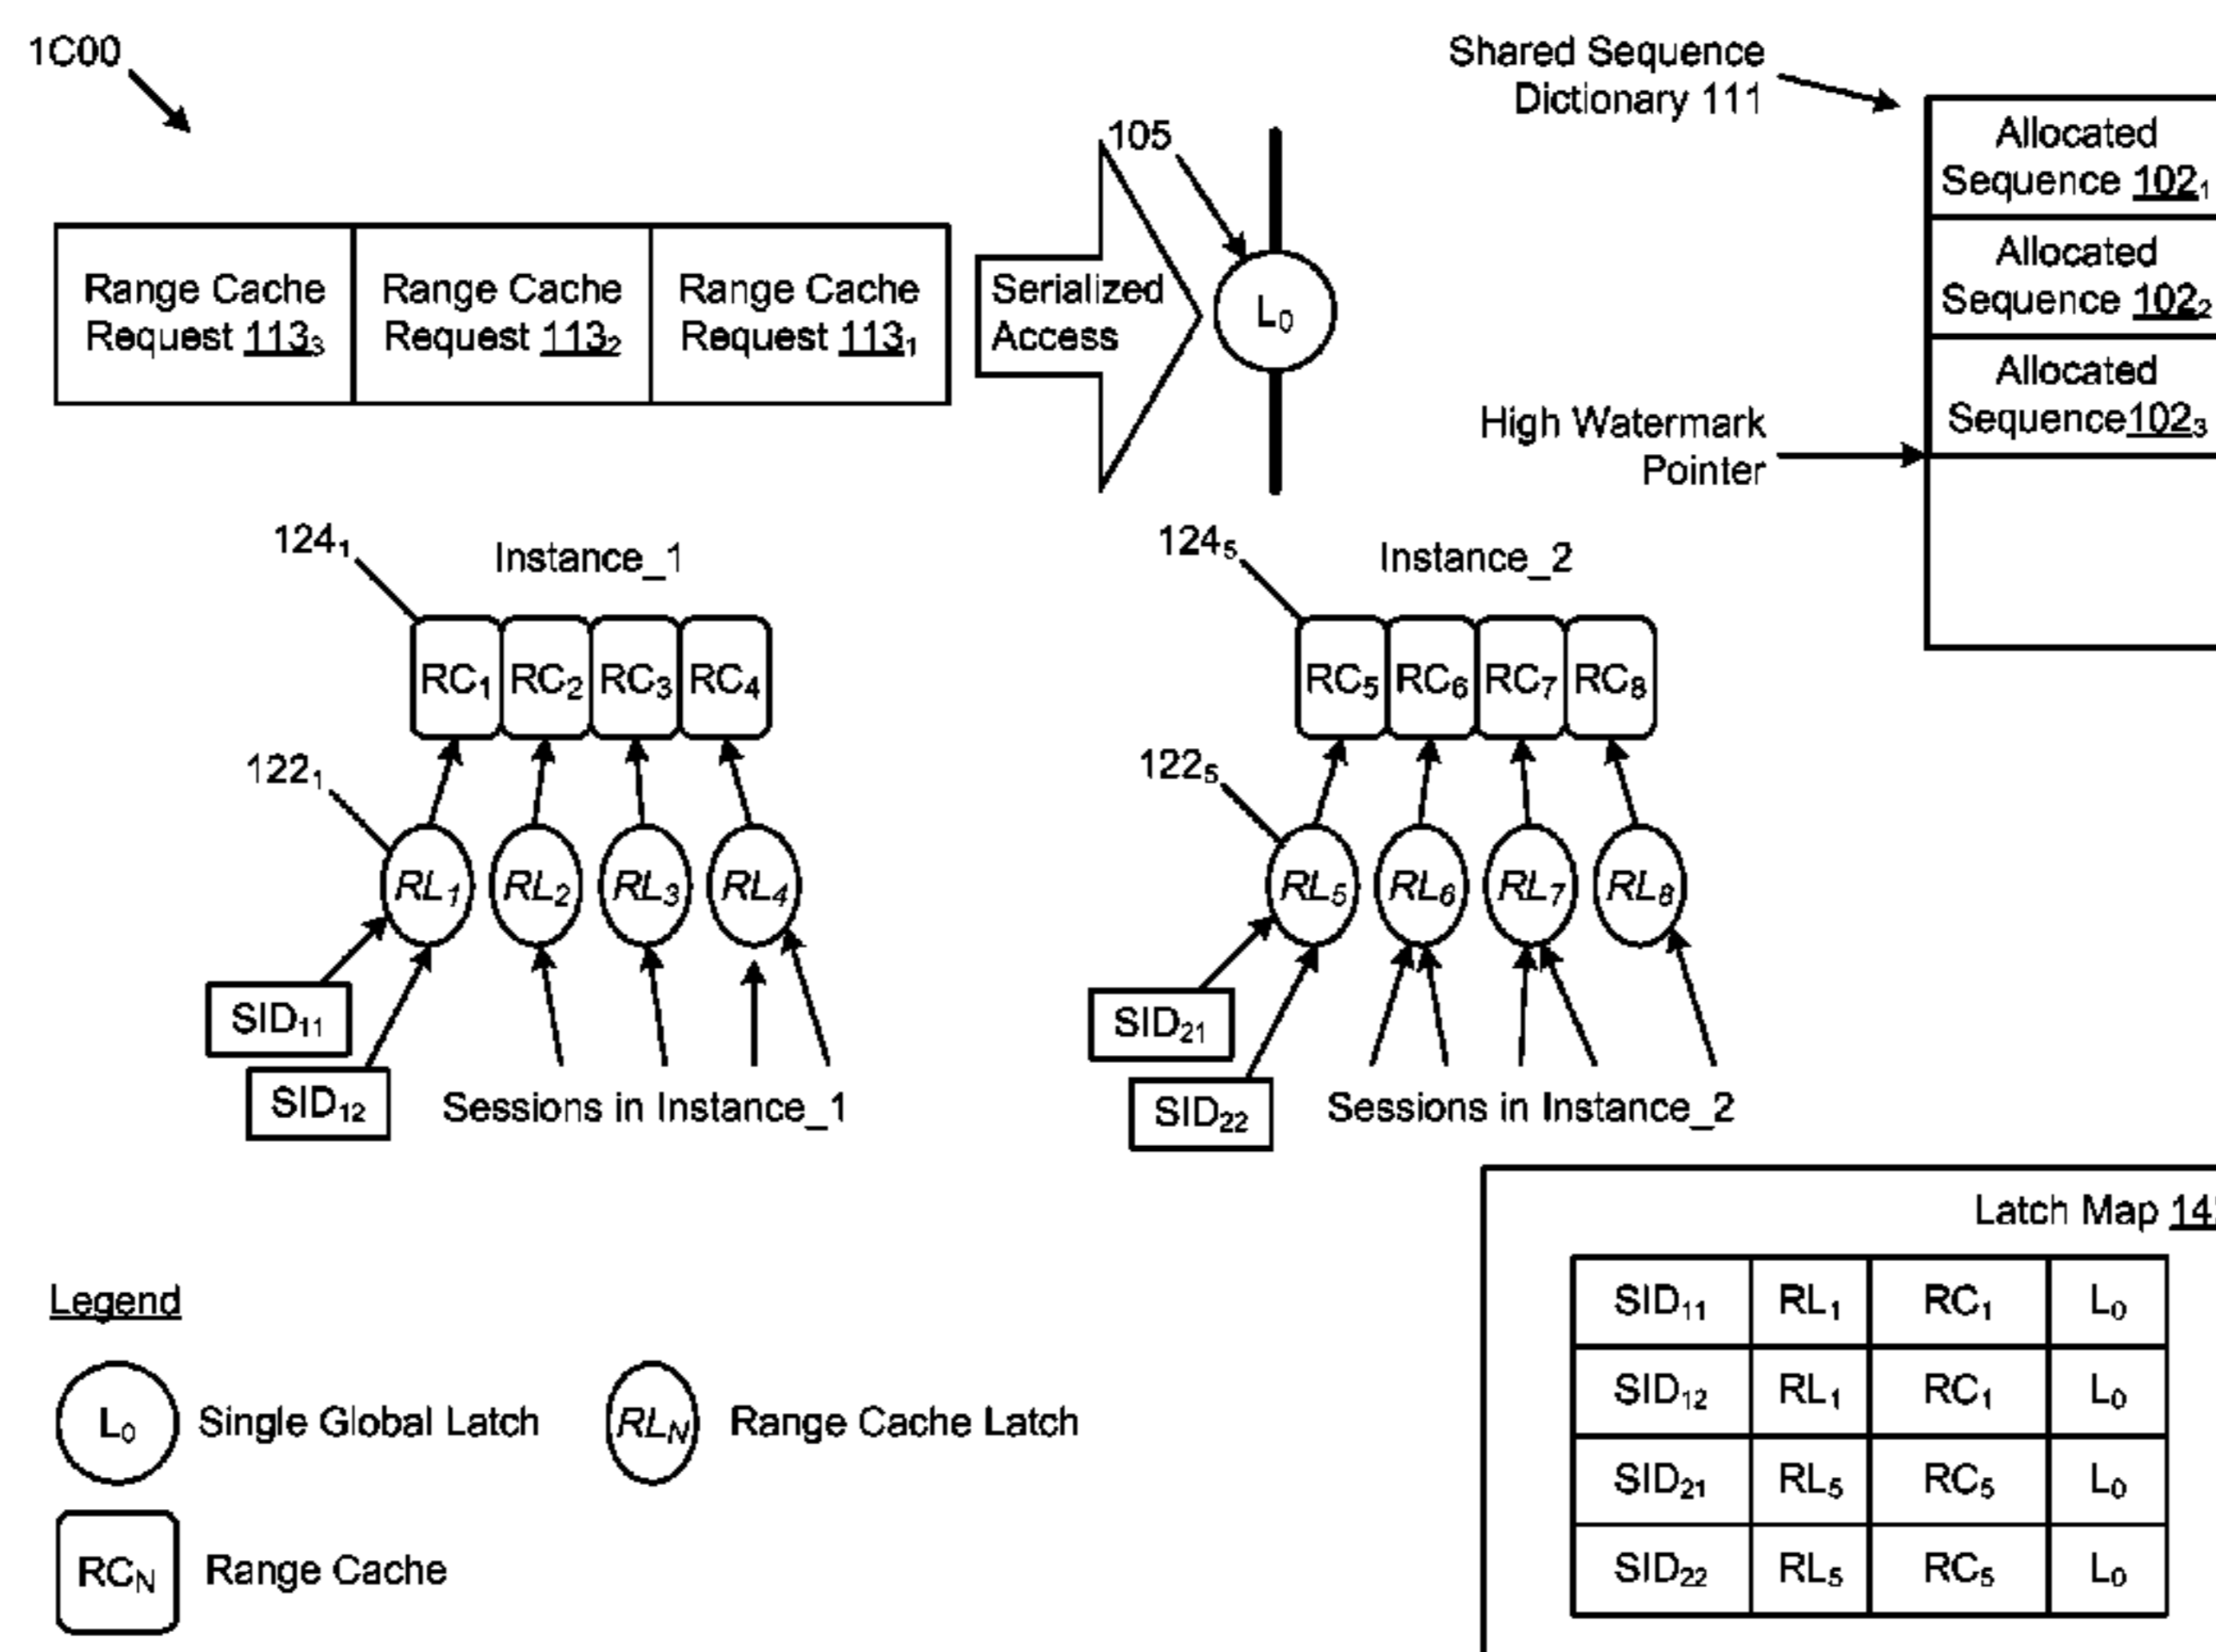 1C00
Shared Sequence
Dictionary 111
105
Allocated
Sequence 102₁
Allocated
Sequence 102₂
Allocated
Sequence102₃
Range Cache
Request 113₃
Range Cache
Request 113₂
Range Cache
Request 113₁
Serialized
Access
L₀
High Watermark
Pointer
124₁
Instance_1
RC₁ RC₂ RC₃ RC₄
122₁
RL₁ RL₂ RL₃ RL₄
SID₁₁
SID₁₂
Sessions in Instance_1
124₅
Instance_2
RC₅ RC₆ RC₇ RC₈
122₅
RL₅ RL₆ RL₇ RL₈
SID₂₁
SID₂₂
Sessions in Instance_2
Legend
L₀ Single Global Latch
RL_N Range Cache Latch
RC_N Range Cache
Latch Map
SID₁₁ RL₁ RC₁ L₀
SID₁₂ RL₁ RC₁ L₀
SID₂₁ RL₅ RC₅ L₀
SID₂₂ RL₅ RC₅ L₀